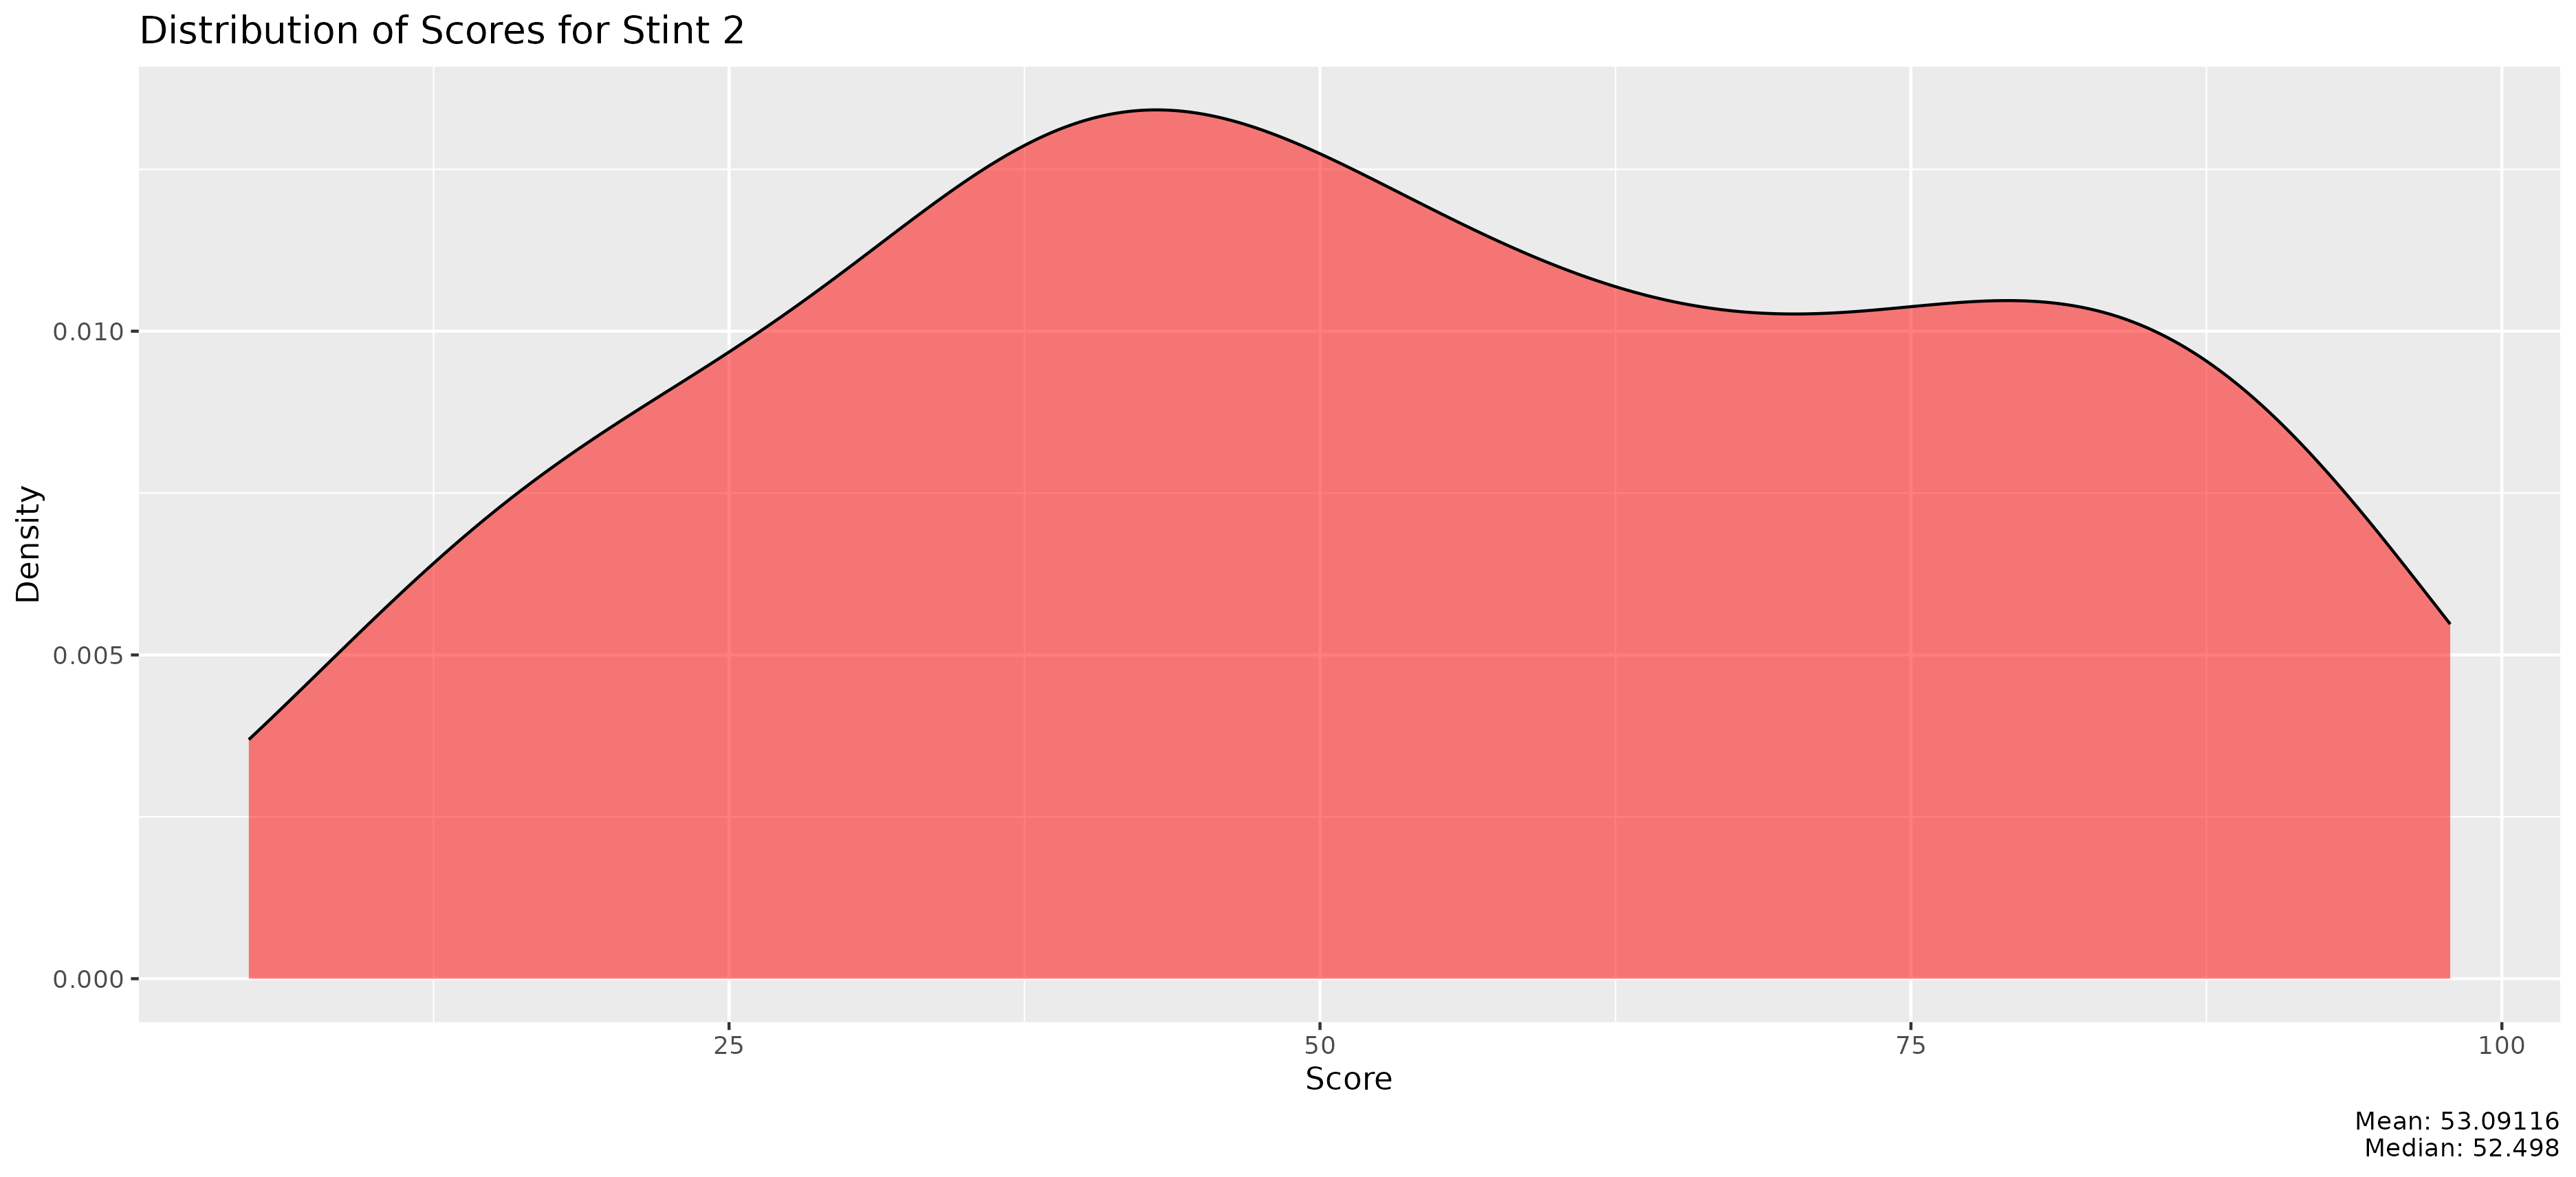 Distribution of Scores for Stint 2
Density
0.010
0.005
0.000
25 50 75 100
Score
Mean: 53.09116
Median: 52.498